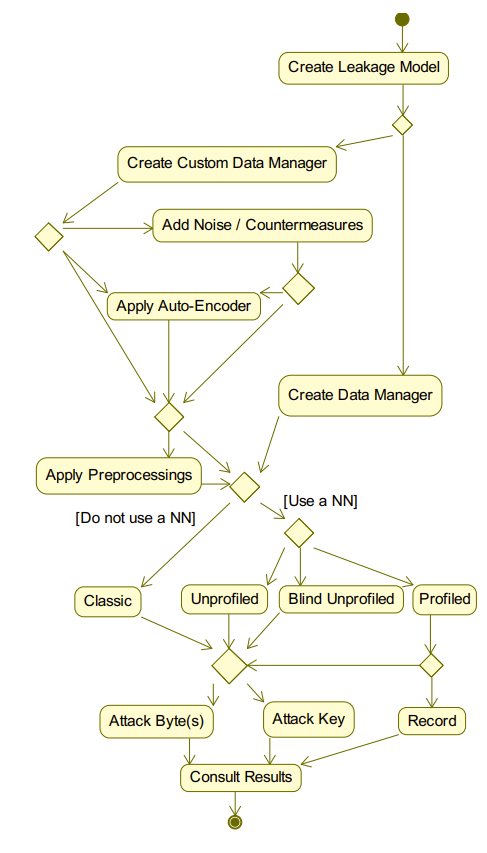 Create Leakage Model
Create Custom Data Manager
Add Noise / Countermeasures
Apply Auto-Encoder
Create Data Manager
Apply Preprocessings
[Use a NN]
[Do not use a NN]
Classic
Unprofiled
Blind Unprofiled
Profiled
Attack Byte(s)
Attack Key
Record
Consult Results